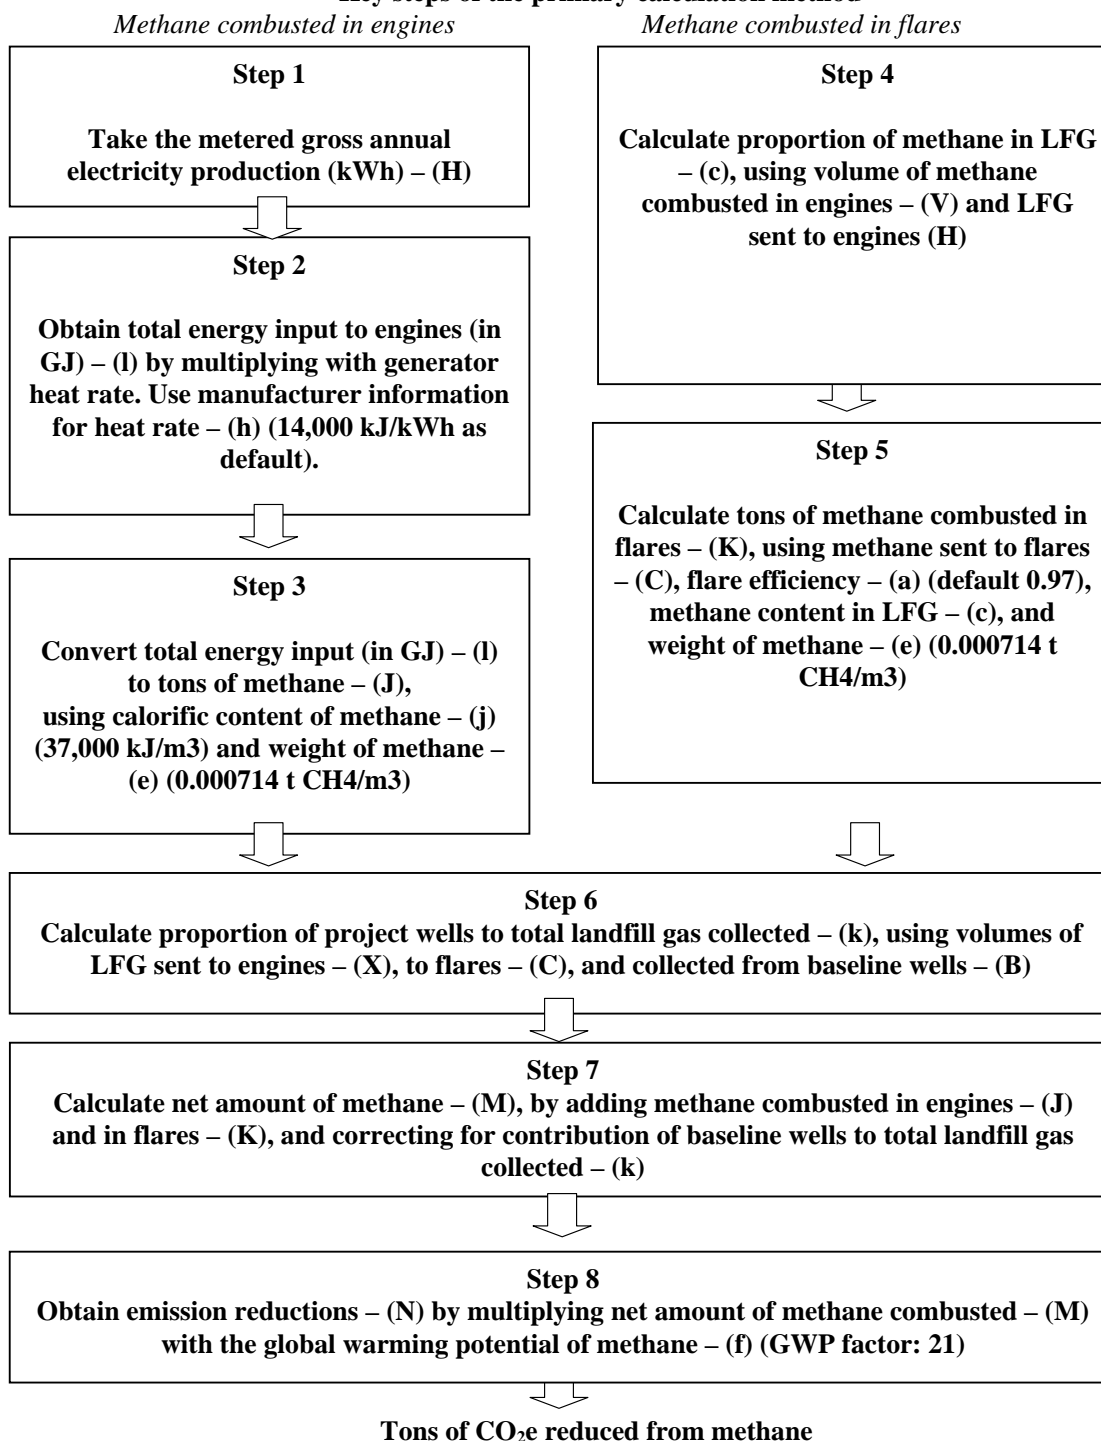 Key steps of the primary calculation method
Methane combusted in engines
Methane combusted in flares
Step 1
Take the metered gross annual
electricity production (kWh) – (H)
Step 2
Obtain total energy input to engines (in
GJ) – (l) by multiplying with generator
heat rate. Use manufacturer information
for heat rate – (h) (14,000 kJ/kWh as
default).
Step 3
Convert total energy input (in GJ) – (l)
to tons of methane – (J),
using calorific content of methane – (j)
(37,000 kJ/m3) and weight of methane –
(e) (0.000714 t CH4/m3)
Step 4
Calculate proportion of methane in LFG
– (c), using volume of methane
combusted in engines – (V) and LFG
sent to engines (H)
Step 5
Calculate tons of methane combusted in
flares – (K), using methane sent to flares
– (C), flare efficiency – (a) (default 0.97),
methane content in LFG – (c), and
weight of methane – (e) (0.000714 t
CH4/m3)
Step 6
Calculate proportion of project wells to total landfill gas collected – (k), using volumes of
LFG sent to engines – (X), to flares – (C), and collected from baseline wells – (B)
Step 7
Calculate net amount of methane – (M), by adding methane combusted in engines – (J)
and in flares – (K), and correcting for contribution of baseline wells to total landfill gas
collected – (k)
Step 8
Obtain emission reductions – (N) by multiplying net amount of methane combusted – (M)
with the global warming potential of methane – (f) (GWP factor: 21)
Tons of CO₂e reduced from methane